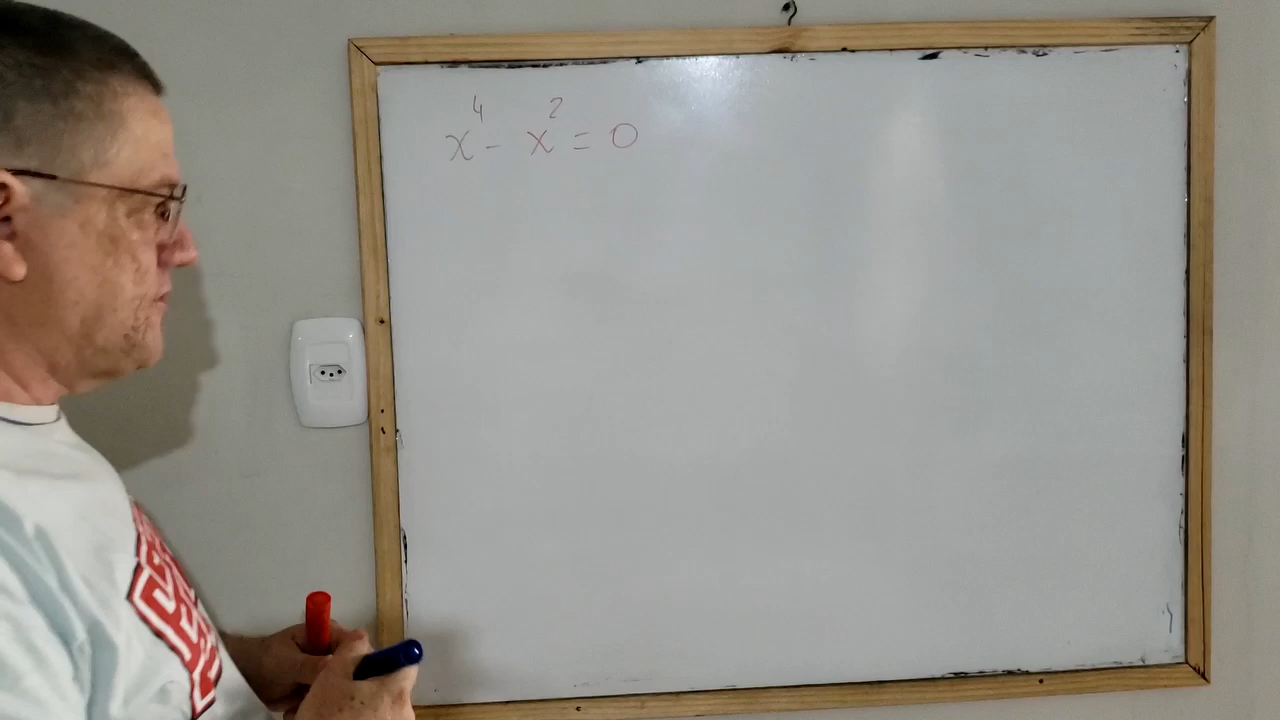 x⁴ - x² = 0